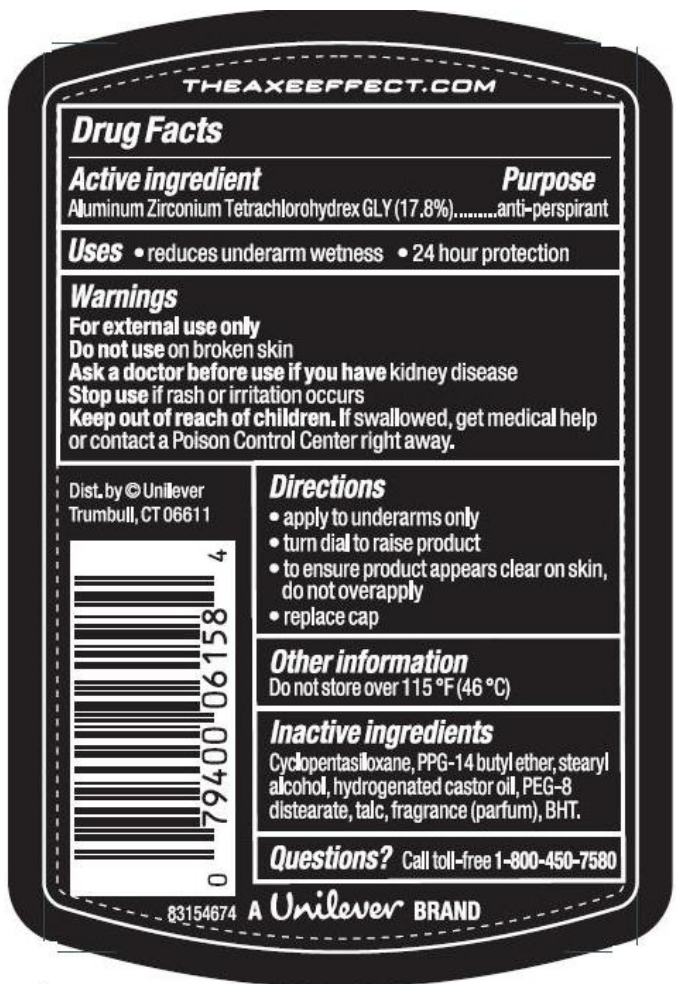 THEAXEEFFECT.COM
Drug Facts
Active ingredient Purpose
Aluminum Zirconium Tetrachlorohydrex GLY (17.8%).........anti-perspirant
Uses • reduces underarm wetness • 24 hour protection
Warnings
For external use only
Do not use on broken skin
Ask a doctor before use if you have kidney disease
Stop use if rash or irritation occurs
Keep out of reach of children. If swallowed, get medical help
or contact a Poison Control Center right away.
Dist. by © Unilever
Trumbull, CT 06611
0 79400 06158 4
Directions
• apply to underarms only
• turn dial to raise product
• to ensure product appears clear on skin,
do not overapply
• replace cap
Other information
Do not store over 115 °F (46 °C)
Inactive ingredients
Cyclopentasiloxane, PPG-14 butyl ether, stearyl
alcohol, hydrogenated castor oil, PEG-8
distearate, talc, fragrance (parfum), BHT.
Questions? Call toll-free 1-800-450-7580
83154674 A Unilever BRAND